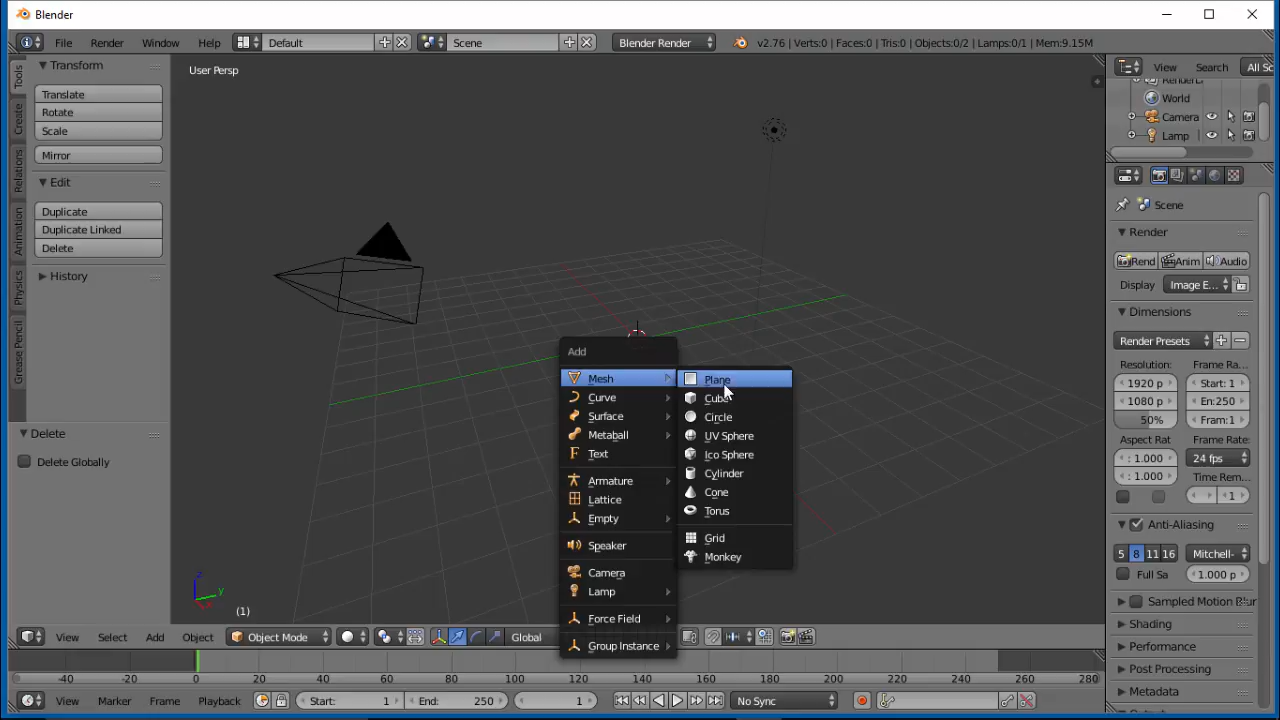 Blender
File Render Window Help Default Scene Blender Render v2.76 | Verts:0 | Faces:0 | Tris:0 | Objects:0/2 | Lamps:0/1 | Mem:9.15M
View Search All Sc
World
Camera
Lamp
Tools
Create
Relations
Animation
Physics
Grease Pencil
Transform
Translate
Rotate
Scale
Mirror
Edit
Duplicate
Duplicate Linked
Delete
History
Delete
Delete Globally
User Persp
z
y
x
(1)
Add
Mesh
Curve
Surface
Metaball
Text
Armature
Lattice
Empty
Speaker
Camera
Lamp
Force Field
Group Instance
Plane
Cube
Circle
UV Sphere
Ico Sphere
Cylinder
Cone
Torus
Grid
Monkey
Scene
Render
Rend Anim Audio
Display Image E...
Dimensions
Render Presets
Resolution: Frame Ra...
1920 p Start: 1
1080 p En:250
50% Fram:1
Aspect Rat Frame Rate:
: 1.000 24 fps
: 1.000 Time Rem...
: 1
Anti-Aliasing
5 8 11 16 Mitchell-
Full Sa 1.000 p
Sampled Motion Blur
Shading
Performance
Post Processing
Metadata
View Select Add Object Object Mode Global
-40 -20 0 20 40 60 80 100 120 140 160 180 200 220 240 260 280
View Marker Frame Playback Start: 1 End: 250 1 No Sync